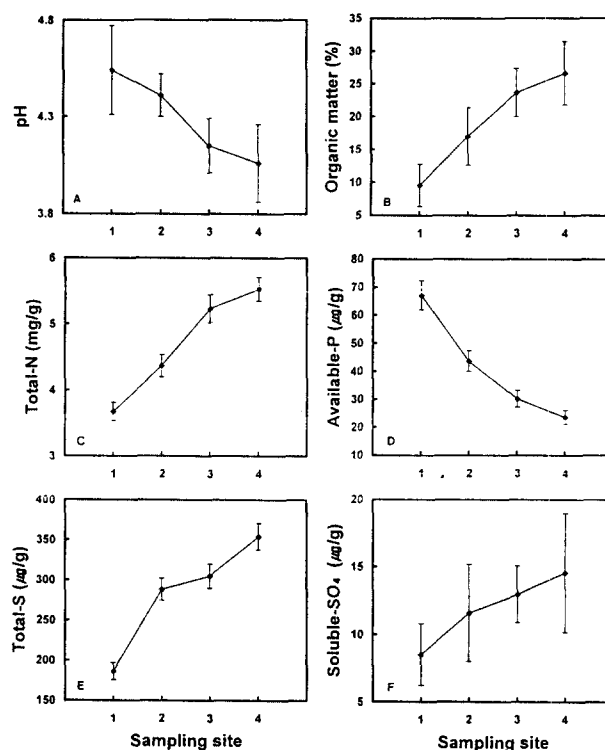 4.8
4.3
3.8
pH
A
1 2 3 4
35
30
25
20
15
10
5
Organic matter (%)
B
1 2 3 4
6
5
4
3
Total-N (mg/g)
C
1 2 3 4
80
70
60
50
40
30
20
10
Available-P (㎍/g)
D
1 2 3 4
400
350
300
250
200
150
Total-S (㎍/g)
E
1 2 3 4
Sampling site
20
15
10
5
Soluble-SO₄ (㎍/g)
F
1 2 3 4
Sampling site